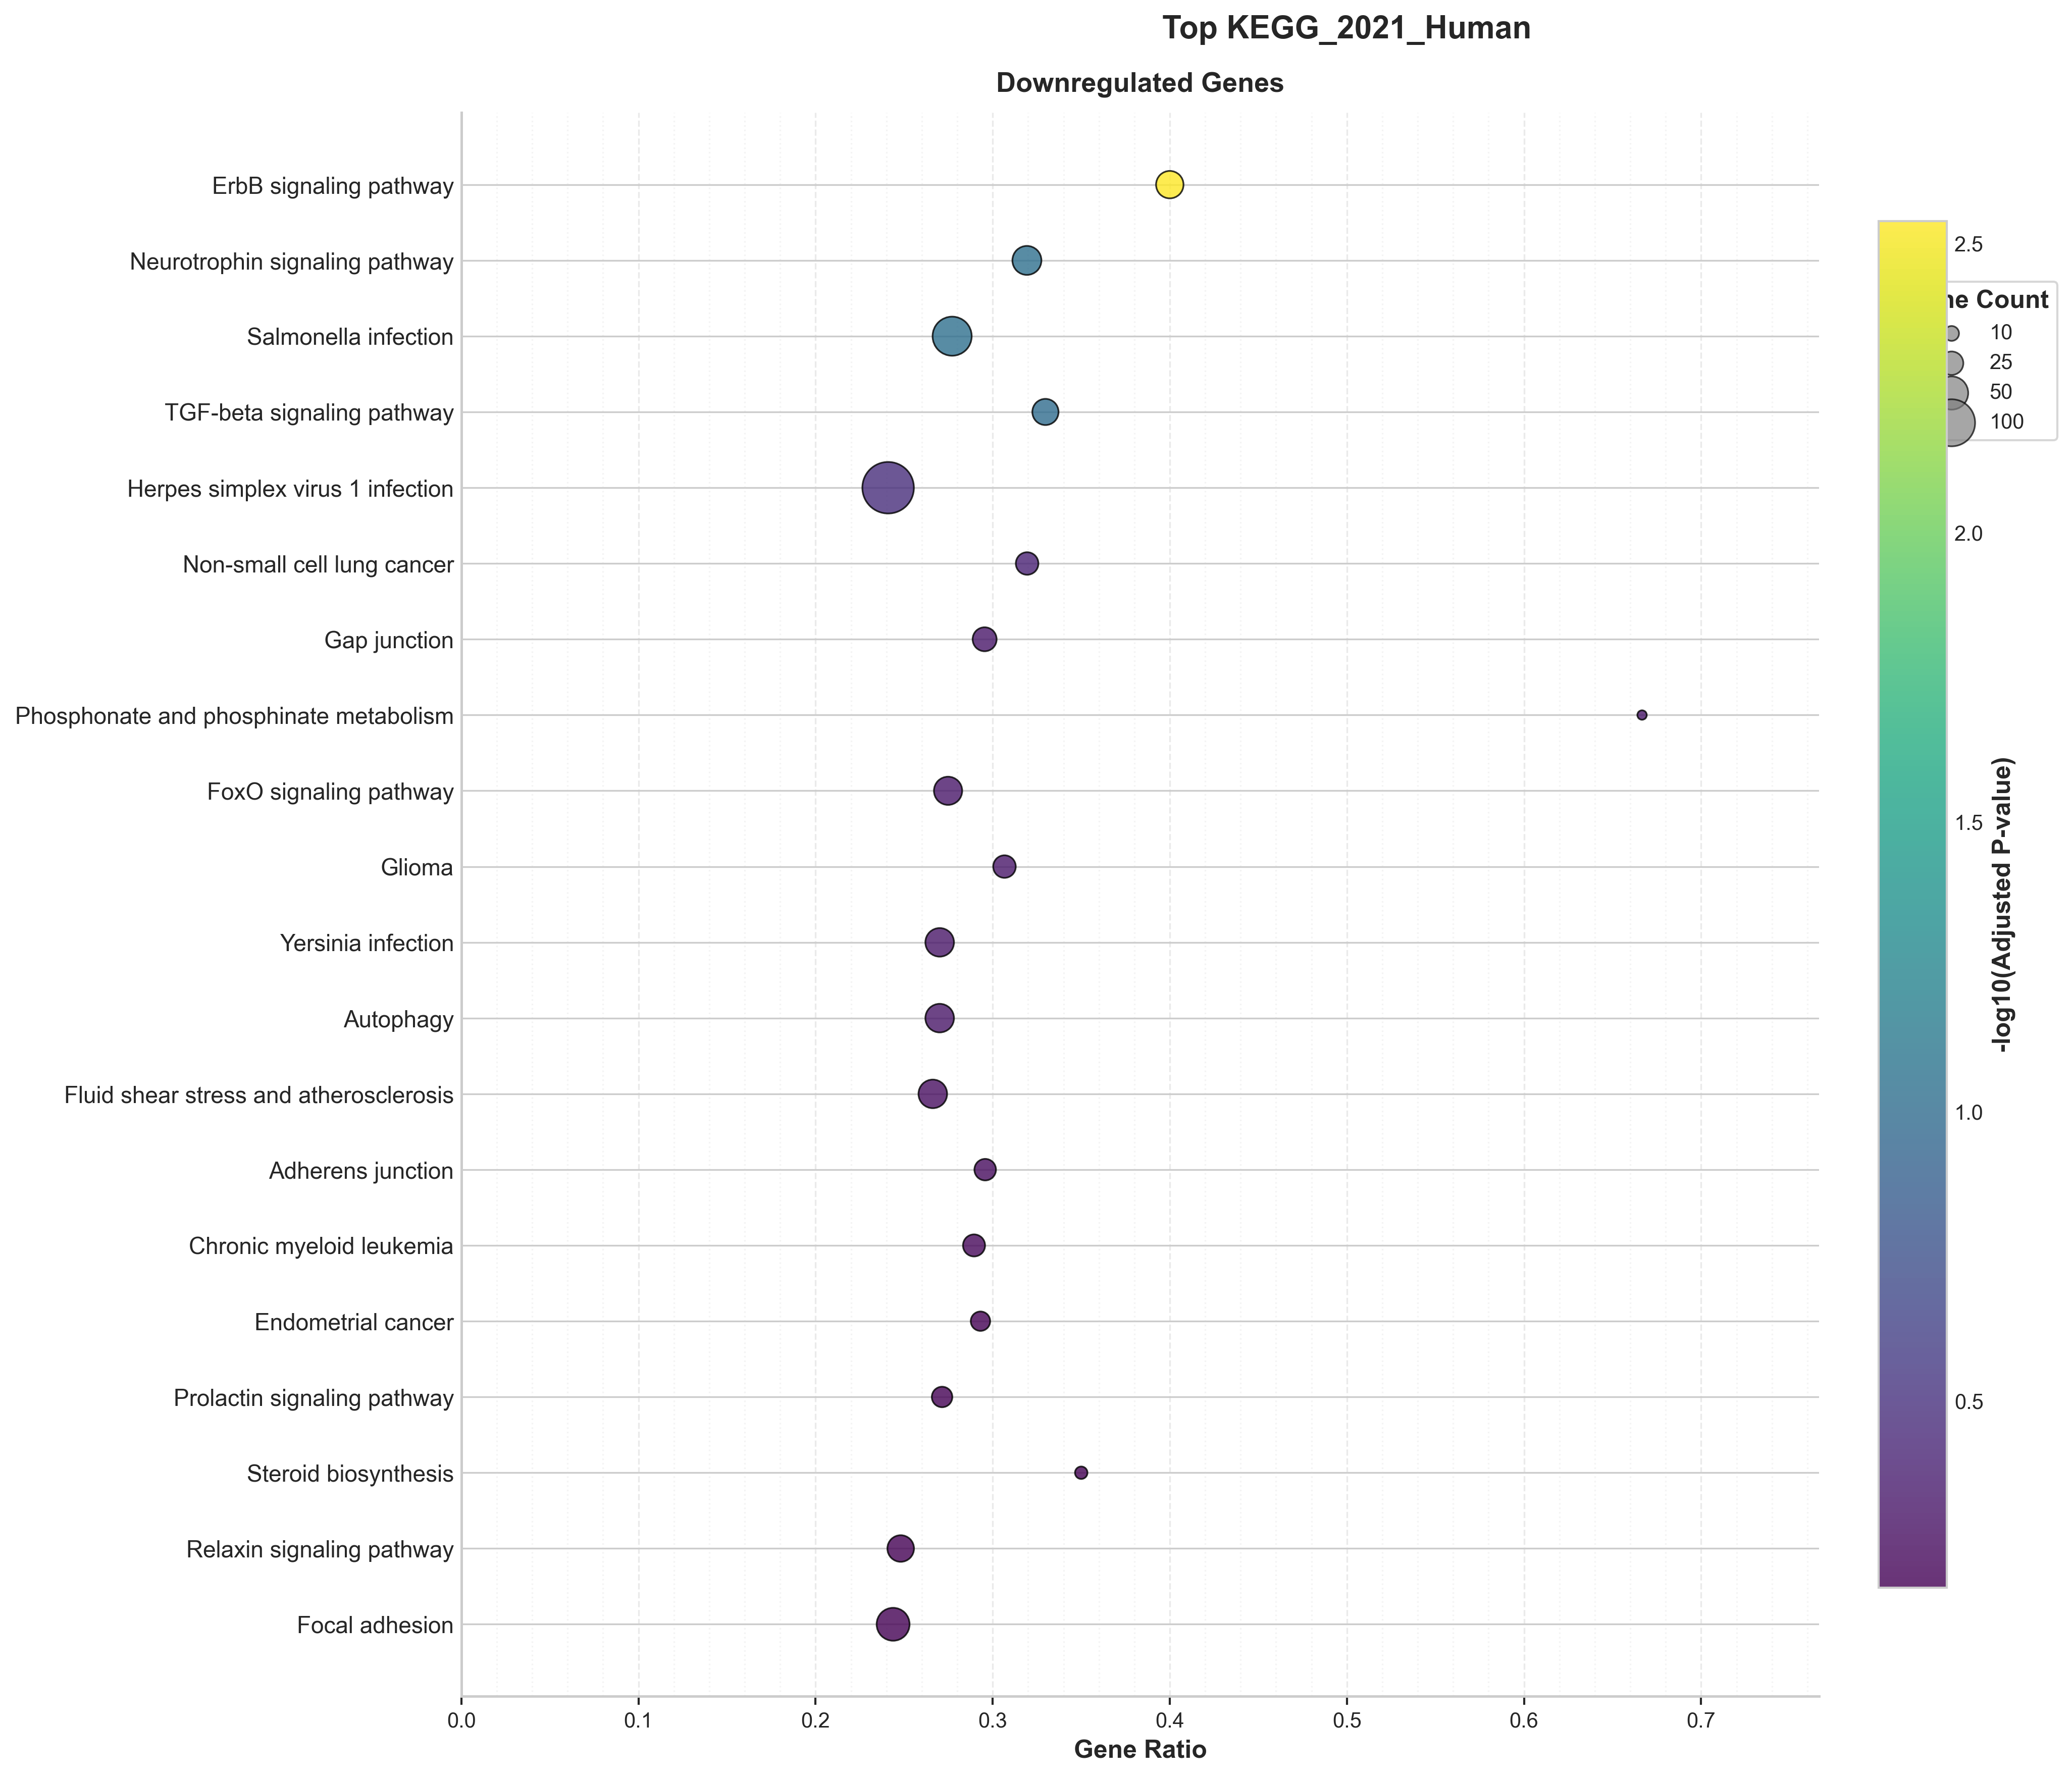 Top KEGG_2021_Human
Downregulated Genes
ErbB signaling pathway
Neurotrophin signaling pathway
Salmonella infection
TGF-beta signaling pathway
Herpes simplex virus 1 infection
Non-small cell lung cancer
Gap junction
Phosphonate and phosphinate metabolism
FoxO signaling pathway
Glioma
Yersinia infection
Autophagy
Fluid shear stress and atherosclerosis
Adherens junction
Chronic myeloid leukemia
Endometrial cancer
Prolactin signaling pathway
Steroid biosynthesis
Relaxin signaling pathway
Focal adhesion
0.0 0.1 0.2 0.3 0.4 0.5 0.6 0.7
Gene Ratio
2.5
2.0
1.5
1.0
0.5
-log10(Adjusted P-value)
Count
10
25
50
100